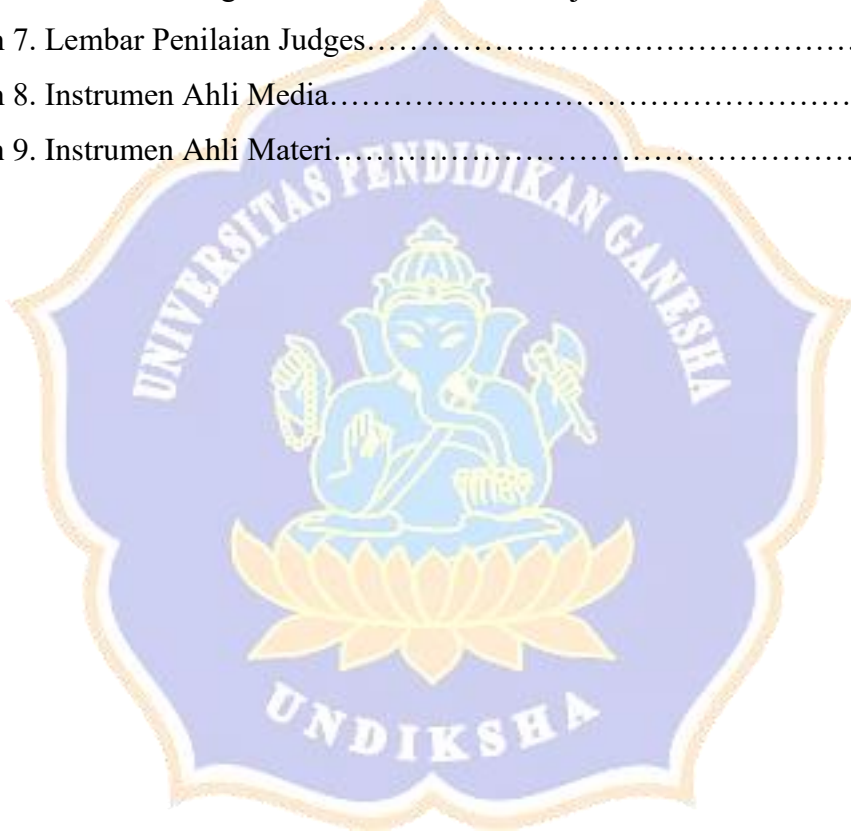 n 7. Lembar Penilaian Judges……………………………………………
n 8. Instrumen Ahli Media………………………………………………
n 9. Instrumen Ahli Materi………………………………………………
UNIVERSITAS PENDIDIKAN GANESHA
UNDIKSHA